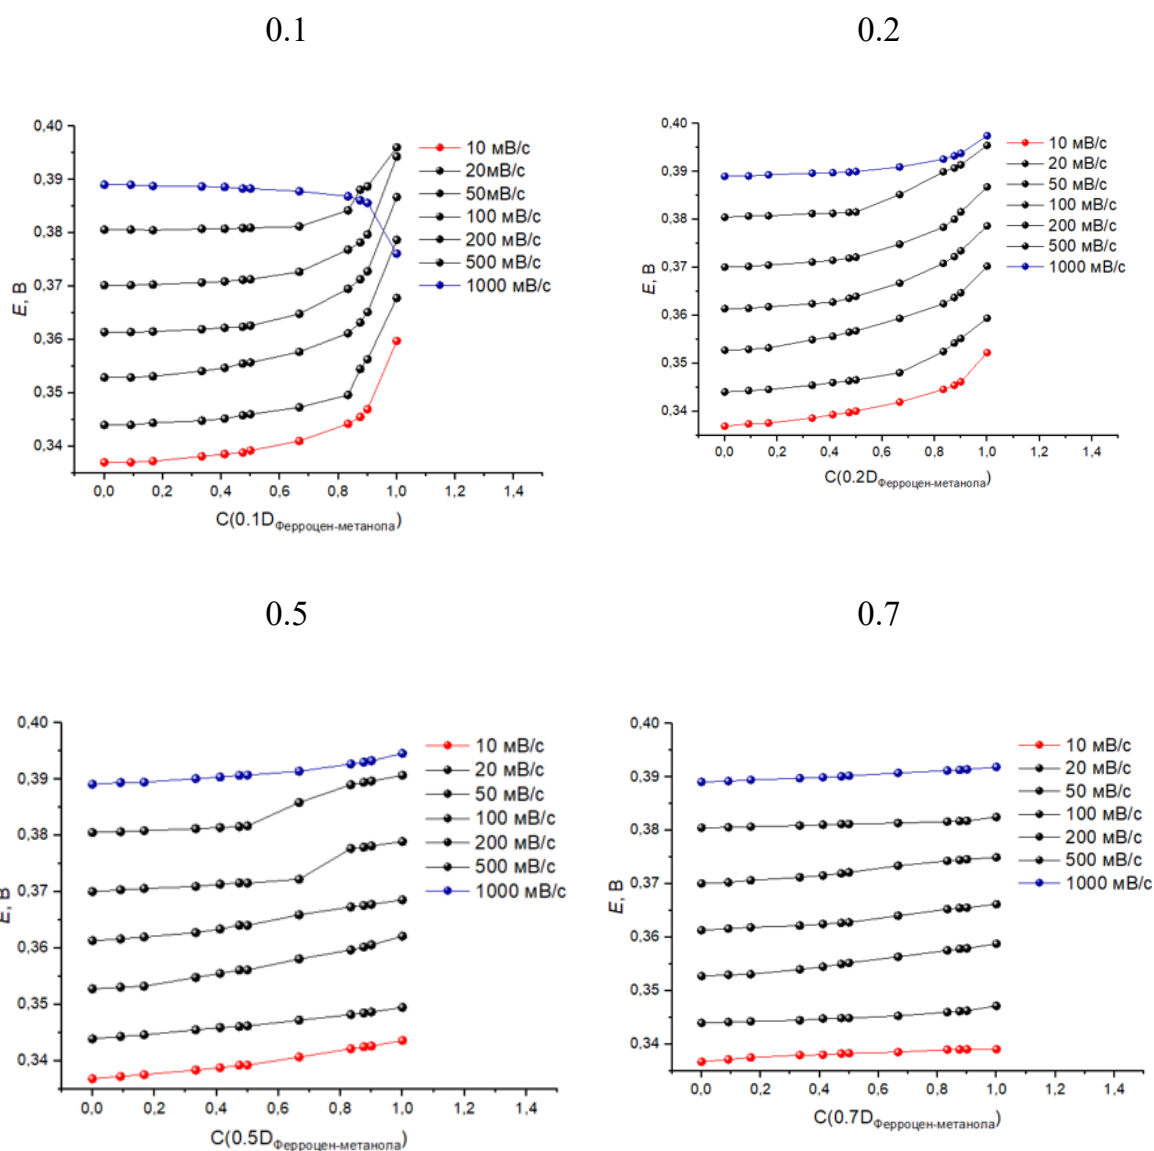 0.1
0.2
0,40
0,39
0,38
0,37
0,36
0,35
0,34
E, В
10 мВ/с
20мВ/с
50мВ/с
100 мВ/с
200 мВ/с
500 мВ/с
1000 мВ/с
0,0 0,2 0,4 0,6 0,8 1,0 1,2 1,4
C(0.1DФерроцен-метанола)
0,40
0,39
0,38
0,37
0,36
0,35
0,34
E, В
10 мВ/с
20 мВ/с
50 мВ/с
100 мВ/с
200 мВ/с
500 мВ/с
1000 мВ/с
0,0 0,2 0,4 0,6 0,8 1,0 1,2 1,4
C(0.2DФерроцен-метанола)
0.5
0.7
0,40
0,39
0,38
0,37
0,36
0,35
0,34
E, В
10 мВ/с
20 мВ/с
50 мВ/с
100 мВ/с
200 мВ/с
500 мВ/с
1000 мВ/с
0,0 0,2 0,4 0,6 0,8 1,0 1,2 1,4
C(0.5DФерроцен-метанола)
0,40
0,39
0,38
0,37
0,36
0,35
0,34
E, В
10 мВ/с
20 мВ/с
50 мВ/с
100 мВ/с
200 мВ/с
500 мВ/с
1000 мВ/с
0,0 0,2 0,4 0,6 0,8 1,0 1,2 1,4
C(0.7DФерроцен-метанола)